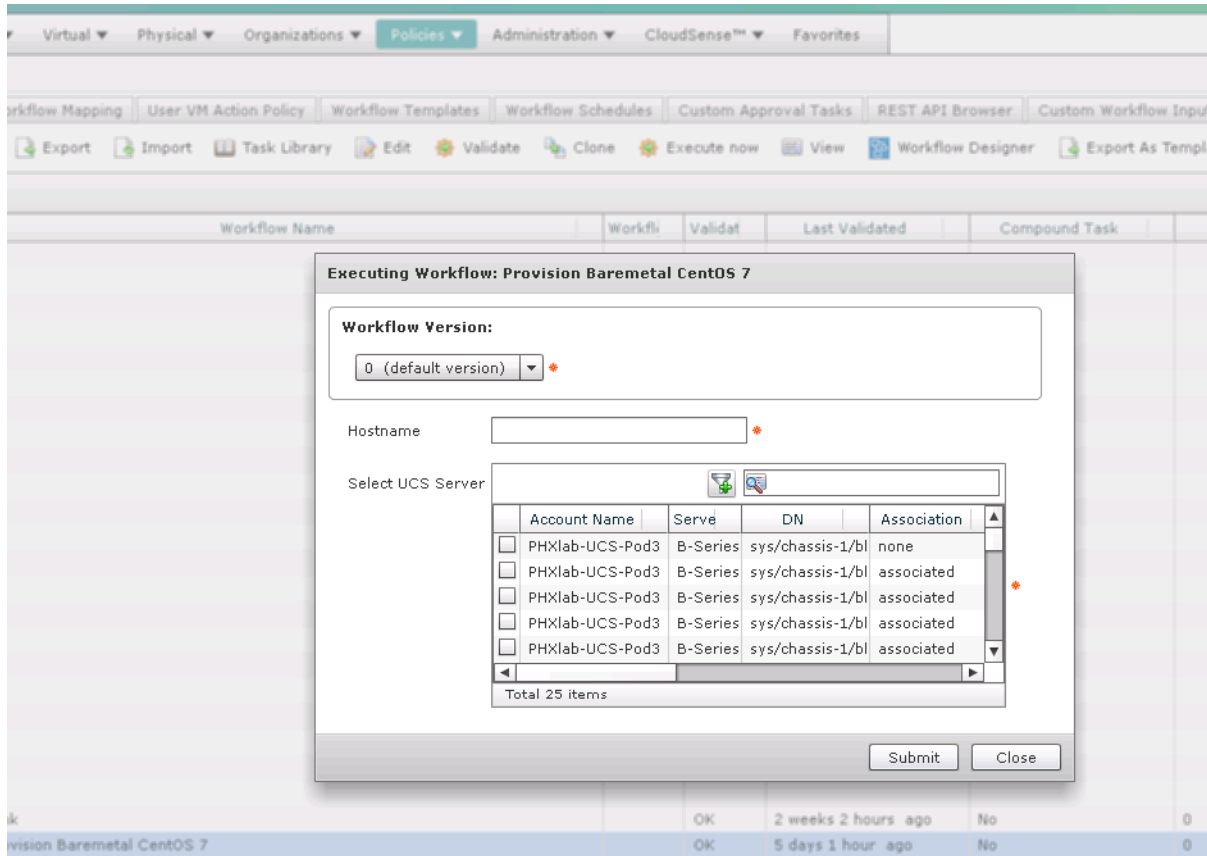 Virtual Physical Organizations Policies Administration CloudSense™ Favorites
orkflow Mapping User VM Action Policy Workflow Templates Workflow Schedules Custom Approval Tasks REST API Browser Custom Workflow Input
Export Import Task Library Edit Validate Clone Execute now View Workflow Designer Export As Templ
Workflow Name Workfl Validat Last Validated Compound Task
Executing Workflow: Provision Baremetal CentOS 7
Workflow Version:
0 (default version) *
Hostname *
Select UCS Server
Account Name Serve DN Association
PHXlab-UCS-Pod3 B-Series sys/chassis-1/bl none
PHXlab-UCS-Pod3 B-Series sys/chassis-1/bl associated
PHXlab-UCS-Pod3 B-Series sys/chassis-1/bl associated
PHXlab-UCS-Pod3 B-Series sys/chassis-1/bl associated
PHXlab-UCS-Pod3 B-Series sys/chassis-1/bl associated
*
Total 25 items
Submit Close
k OK 2 weeks 2 hours ago No 0
ovision Baremetal CentOS 7 OK 5 days 1 hour ago No 0